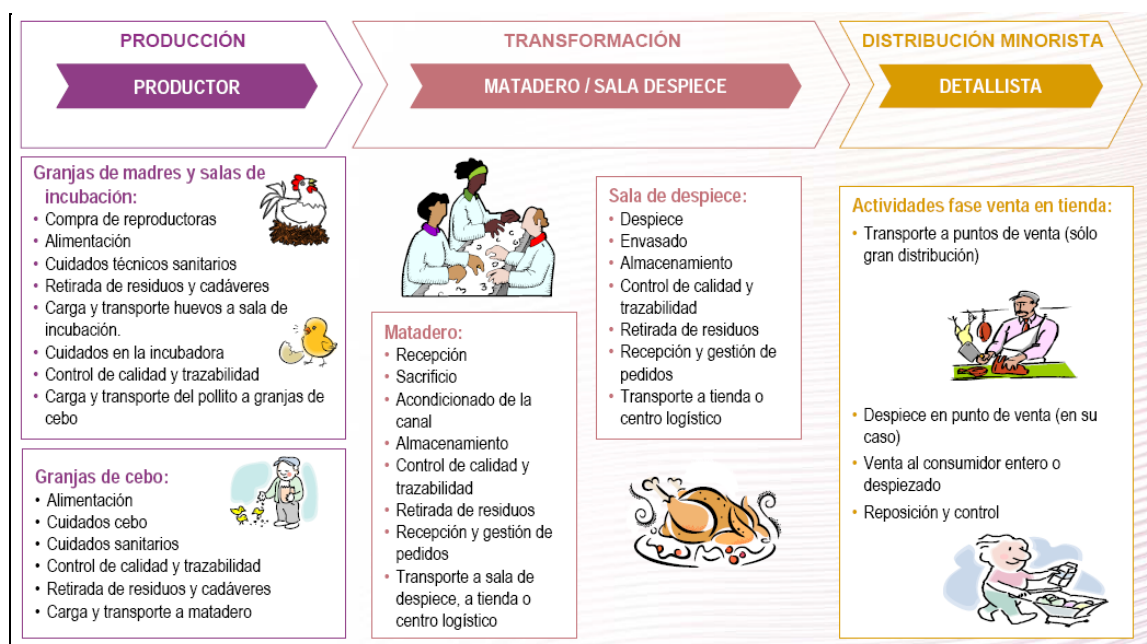 PRODUCCIÓN
PRODUCTOR
TRANSFORMACIÓN
MATADERO / SALA DESPIECE
DISTRIBUCIÓN MINORISTA
DETALLISTA
Granjas de madres y salas de
incubación:
• Compra de reproductoras
• Alimentación
• Cuidados técnicos sanitarios
• Retirada de residuos y cadáveres
• Carga y transporte huevos a sala de
incubación.
• Cuidados en la incubadora
• Control de calidad y trazabilidad
• Carga y transporte del pollito a granjas de
cebo
Granjas de cebo:
• Alimentación
• Cuidados cebo
• Cuidados sanitarios
• Control de calidad y trazabilidad
• Retirada de residuos y cadáveres
• Carga y transporte a matadero
Matadero:
• Recepción
• Sacrificio
• Acondicionado de la
canal
• Almacenamiento
• Control de calidad y
trazabilidad
• Retirada de residuos
• Recepción y gestión de
pedidos
• Transporte a sala de
despiece, a tienda o
centro logístico
Sala de despiece:
• Despiece
• Envasado
• Almacenamiento
• Control de calidad y
trazabilidad
• Retirada de residuos
• Recepción y gestión de
pedidos
• Transporte a tienda o
centro logístico
Actividades fase venta en tienda:
• Transporte a puntos de venta (sólo
gran distribución)
• Despiece en punto de venta (en su
caso)
• Venta al consumidor entero o
despiezado
• Reposición y control